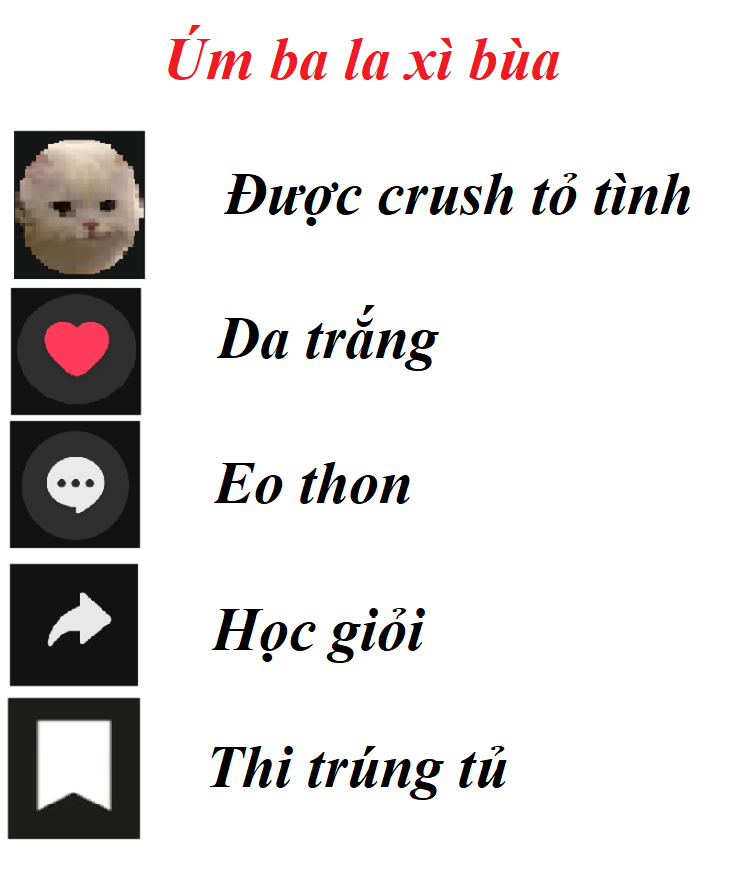 Úm ba la xì bùa
Được crush tỏ tình
Da trắng
Eo thon
Học giỏi
Thi trúng tủ